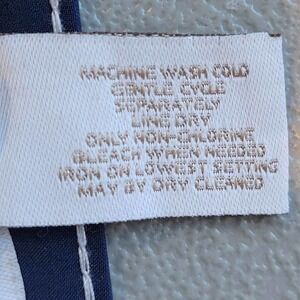 MACHINE WASH COLD
GENTLE CYCLE
SEPARATELY
LINE DRY
ONLY NON-CHLORINE
BLEACH WHEN NEEDED
IRON ON LOWEST SETTING
MAY BY DRY CLEANED